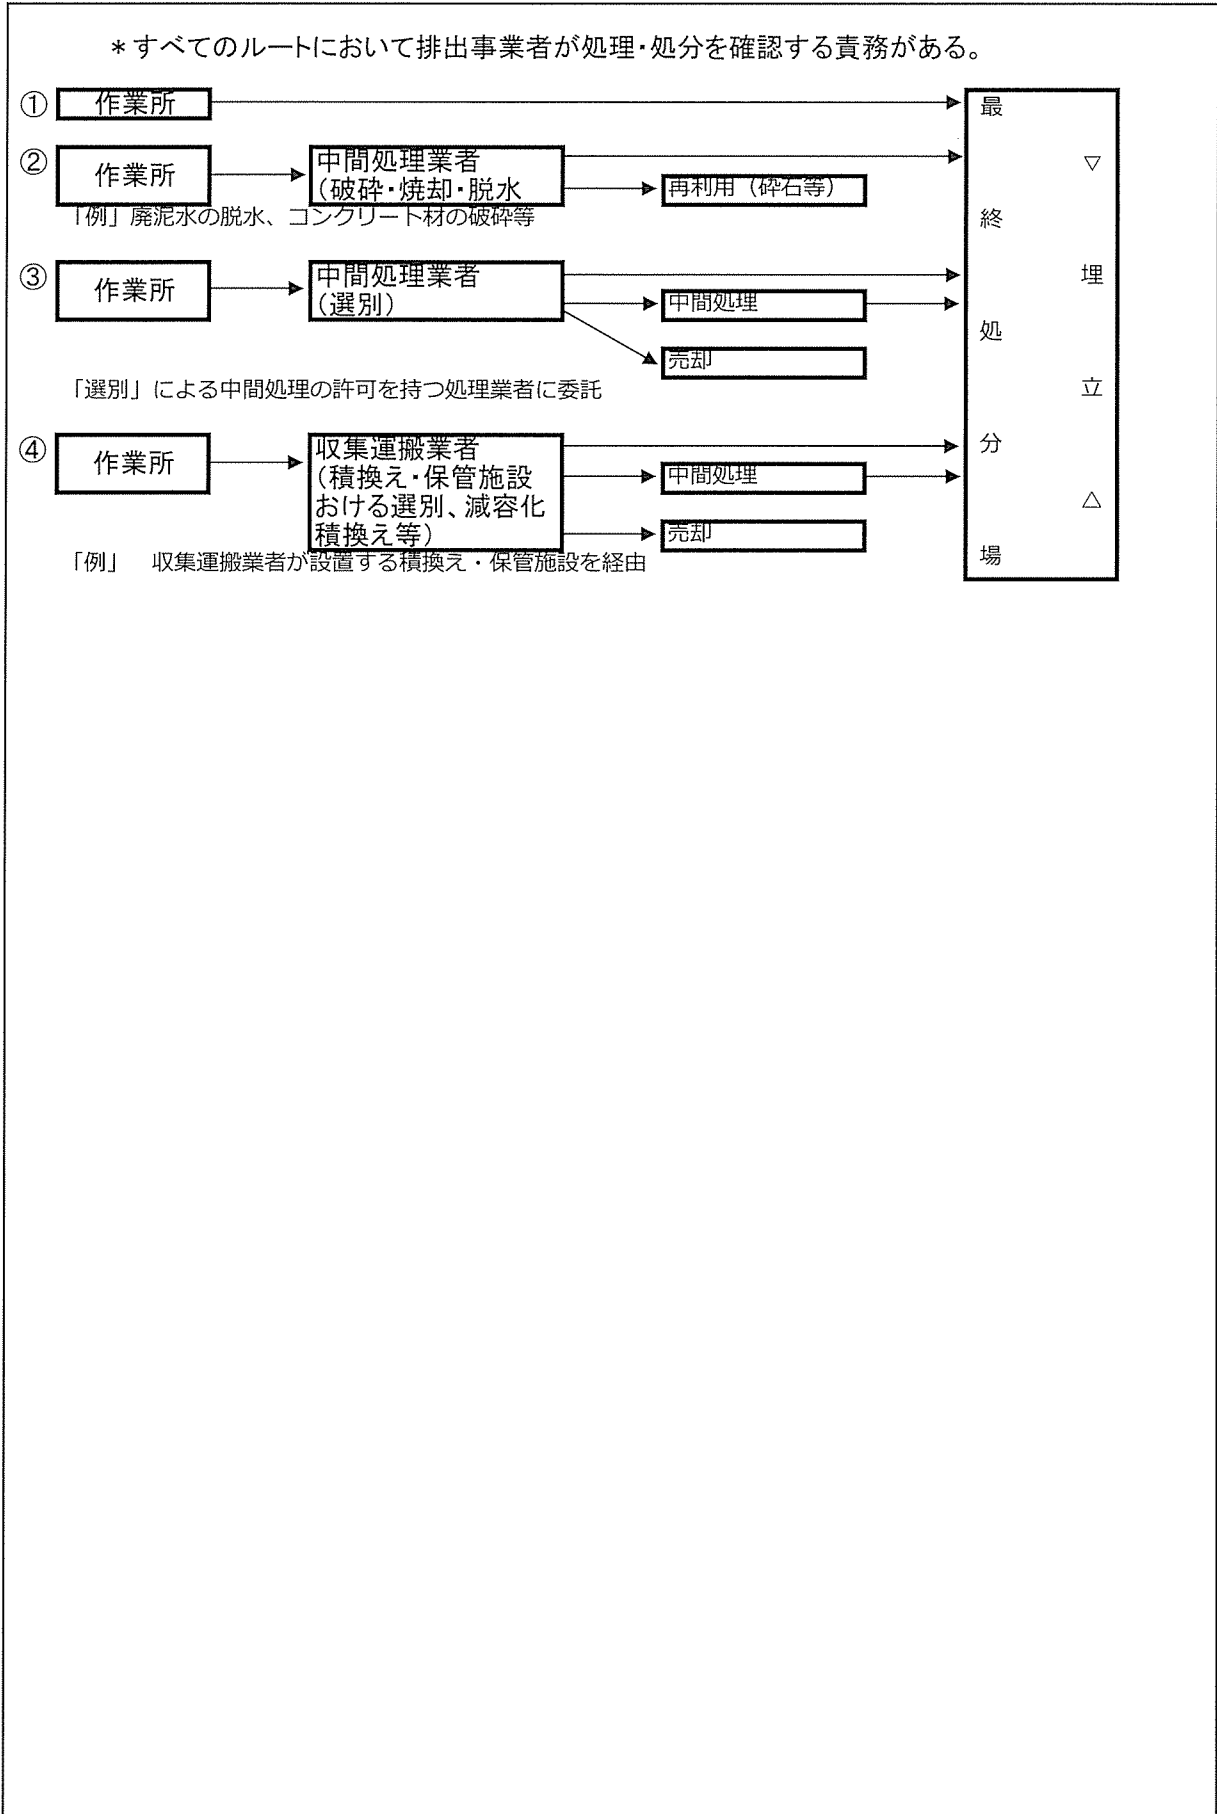 ＊すべてのルートにおいて排出事業者が処理・処分を確認する責務がある。
① 作業所
② 作業所
中間処理業者
（破砕・焼却・脱水
再利用（砕石等）
「例」廃泥水の脱水、コンクリート材の破砕等
③ 作業所
中間処理業者
（選別）
中間処理
売却
「選別」による中間処理の許可を持つ処理業者に委託
④ 作業所
収集運搬業者
（積換え・保管施設
おける選別、減容化
積換え等）
中間処理
売却
「例」　収集運搬業者が設置する積換え・保管施設を経由
最終処分場
▽埋立△